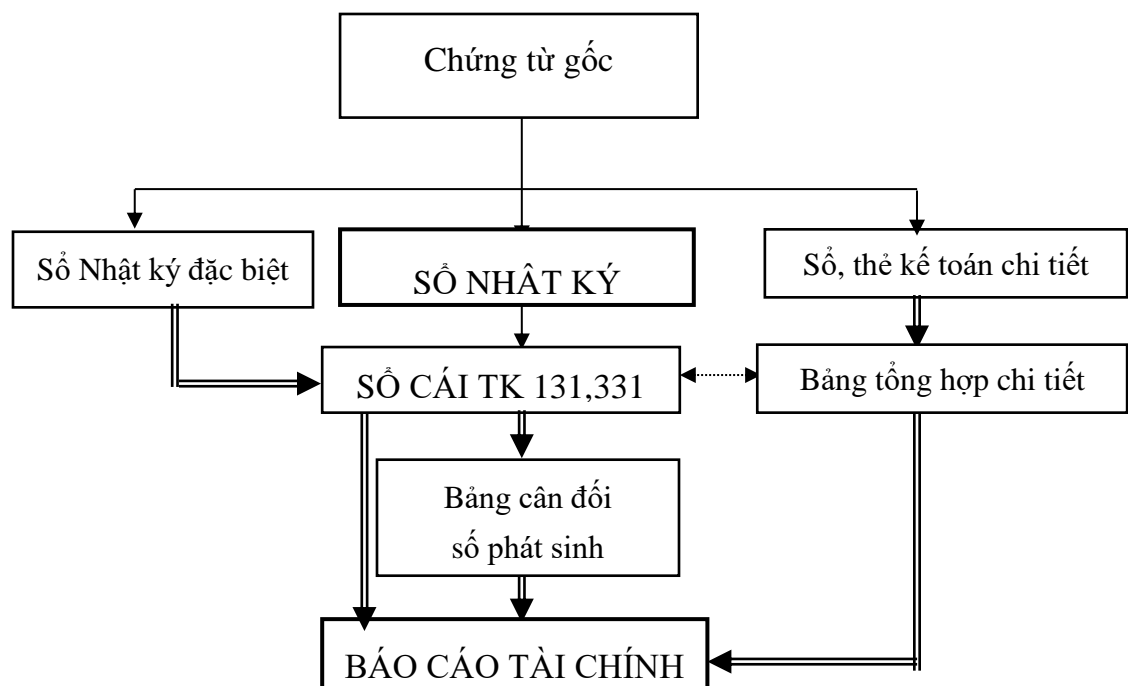 Chứng từ gốc
Sổ Nhật ký đặc biệt
SỔ NHÂT KÝ
Sổ, thẻ kế toán chi tiết
SỔ CÁI TK 131,331
Bảng tổng hợp chi tiết
Bảng cân đối
số phát sinh
BÁO CÁO TÀI CHÍNH